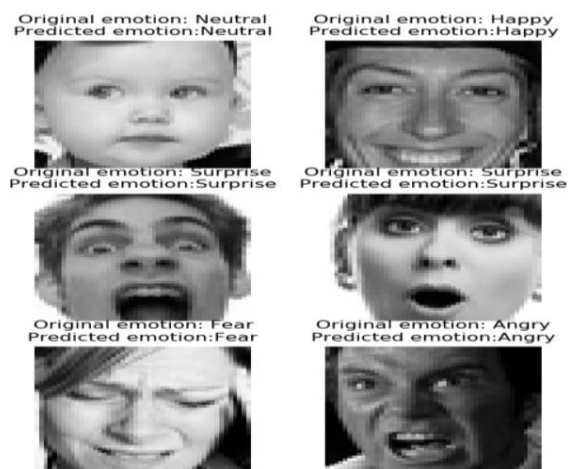 Original emotion: Neutral
Predicted emotion:Neutral
Original emotion: Happy
Predicted emotion:Happy
Original emotion: Surprise
Predicted emotion:Surprise
Original emotion: Surprise
Predicted emotion:Surprise
Original emotion: Fear
Predicted emotion:Fear
Original emotion: Angry
Predicted emotion:Angry